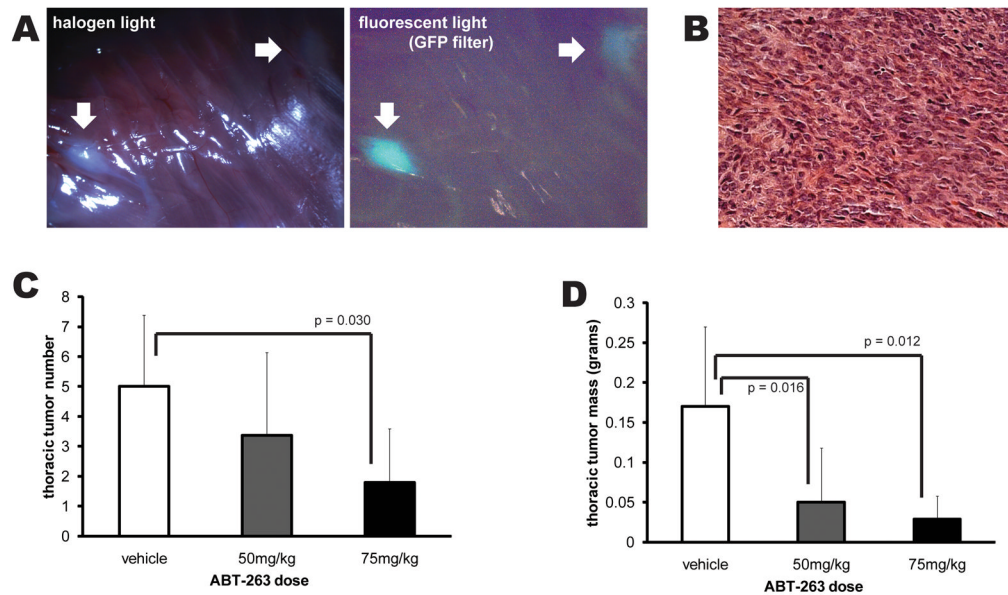 A
halogen light
fluorescent light
(GFP filter)
B
C
thoracic tumor number
8
7
6
5
4
3
2
1
0
p = 0.030
vehicle
50mg/kg
75mg/kg
ABT-263 dose
D
thoracic tumor mass (grams)
0.3
0.25
0.2
0.15
0.1
0.05
0
p = 0.012
p = 0.016
vehicle
50mg/kg
75mg/kg
ABT-263 dose